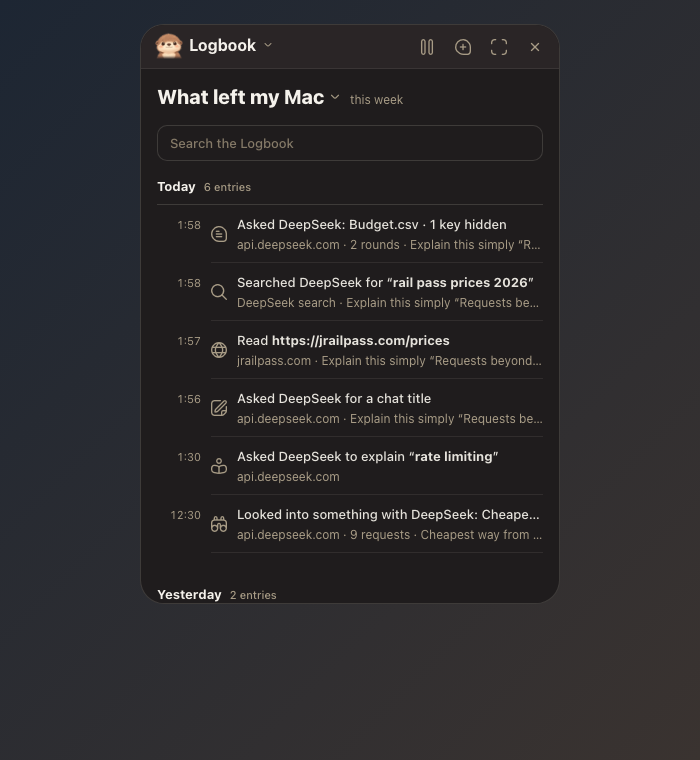 Logbook
What left my Mac this week
Search the Logbook
Today 6 entries
1:58 Asked DeepSeek: Budget.csv · 1 key hidden
api.deepseek.com · 2 rounds · Explain this simply “R...
1:58 Searched DeepSeek for “rail pass prices 2026”
DeepSeek search · Explain this simply “Requests be...
1:57 Read https://jrailpass.com/prices
jrailpass.com · Explain this simply “Requests beyond...
1:56 Asked DeepSeek for a chat title
api.deepseek.com · Explain this simply “Requests be...
1:30 Asked DeepSeek to explain “rate limiting”
api.deepseek.com
12:30 Looked into something with DeepSeek: Cheape...
api.deepseek.com · 9 requests · Cheapest way from ...
Yesterday 2 entries